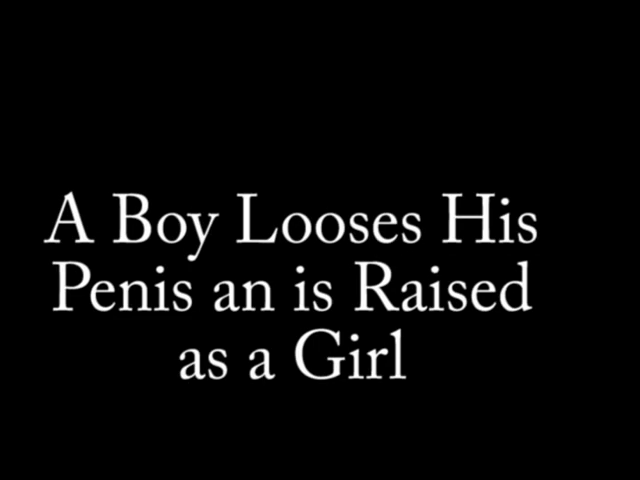 A Boy Looses His
Penis an is Raised
as a Girl